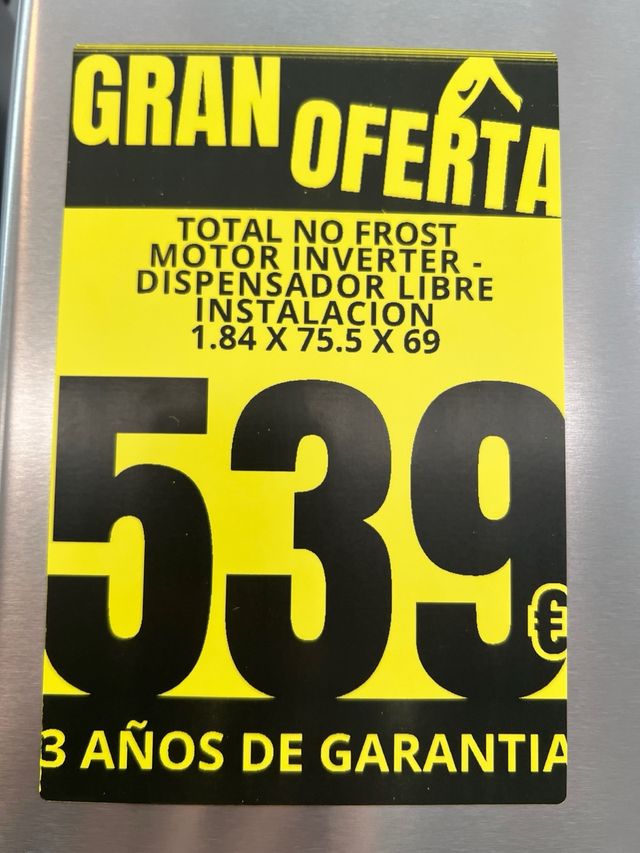 GRAN OFERTA
TOTAL NO FROST
MOTOR INVERTER -
DISPENSADOR LIBRE
INSTALACION
1.84 X 75.5 X 69
539€
3 AÑOS DE GARANTIA